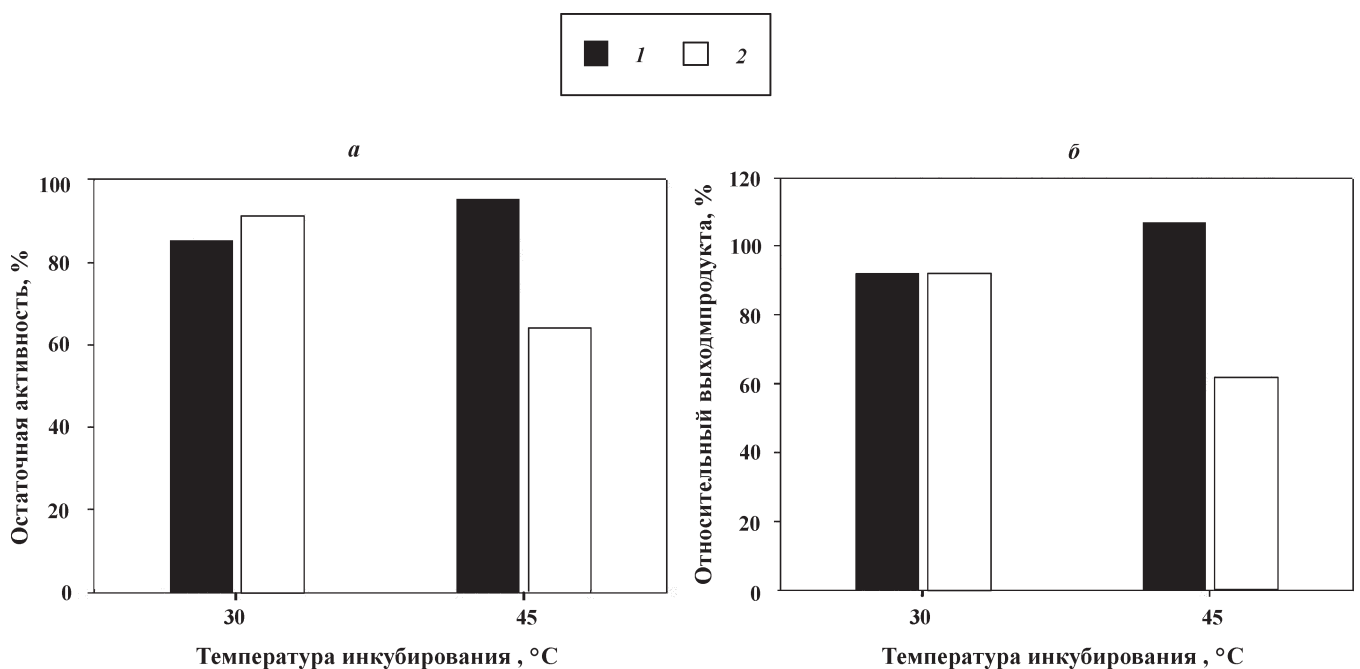 1 2
а
Остаточная активность, %
100
80
60
40
20
0
30 45
Температура инкубирования , °С
б
Относительный выходмпродукта, %
120
100
80
60
40
20
0
30 45
Температура инкубирования , °С